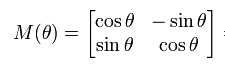 M(θ) = [cos θ  − sin θ
sin θ  cos θ]